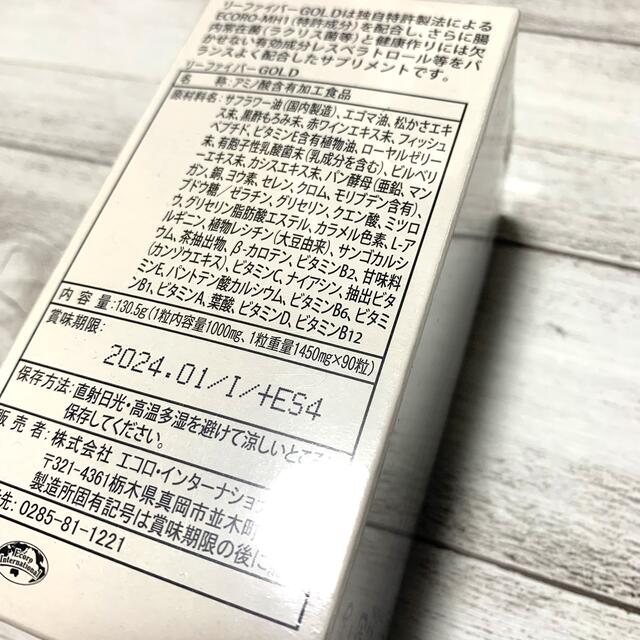 リーファイバーGOLDは独自特許製法による
ECORO-MH1(特許成分)を配合し、さらに腸
内常在菌(ラクリス菌等)と健康作りには欠
かせない有効成分レスベラトロール等をバ
ランスよく配合したサプリメントです。
リーファイバーGOLD
名 称:アミノ酸含有加工食品
原材料名:サフラワー油(国内製造)、エゴマ油、松かさエキ
ス末、黒酢もろみ末、赤ワインエキス末、フィッシュ
ペプチド、ビタミンE含有植物油、ローヤルゼリー
末、有胞子性乳酸菌末(乳成分を含む)、ビルベリ
ーエキス末、カシスエキス末、パン酵母(亜鉛、マン
ガン、銅、ヨウ素、セレン、クロム、モリブデン含有)、
ブドウ糖/ゼラチン、グリセリン、クエン酸、ミツロ
ウ、グリセリン脂肪酸エステル、カラメル色素、L-ア
ルギニン、植物レシチン(大豆由来)、サンゴカルシ
ウム、茶抽出物、β-カロテン、ビタミンB2、甘味料
(カンゾウエキス)、ビタミンC、ナイアシン、抽出ビタ
ミンE、パントテン酸カルシウム、ビタミンB6、ビタミ
ンB1、ビタミンA、葉酸、ビタミンD、ビタミンB12
内 容 量:130.5g(1粒内容量1000mg、1粒重量1450mg×90粒)
賞味期限:
2024.01/I/+ES4
保存方法:直射日光・高温多湿を避けて涼しいところ
保存してください。
販 売 者:株式会社 エコロ・インターナショ
〒321-4361栃木県真岡市並木町
製造所固有記号は賞味期限の後に
先:0285-81-1221
Ecoro
International